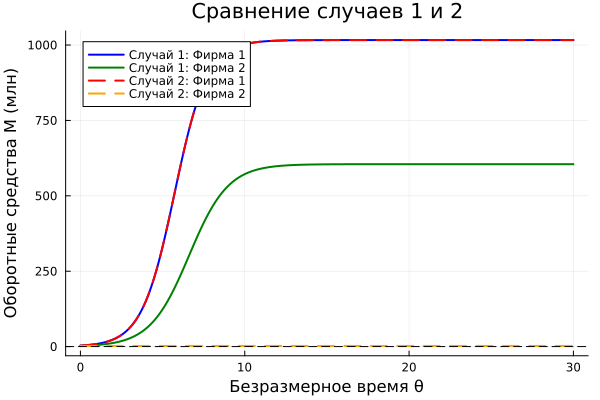 Сравнение случаев 1 и 2
Оборотные средства M (млн)
1000
750
500
250
0
Случай 1: Фирма 1
Случай 1: Фирма 2
Случай 2: Фирма 1
Случай 2: Фирма 2
0
10
20
30
Безразмерное время θ